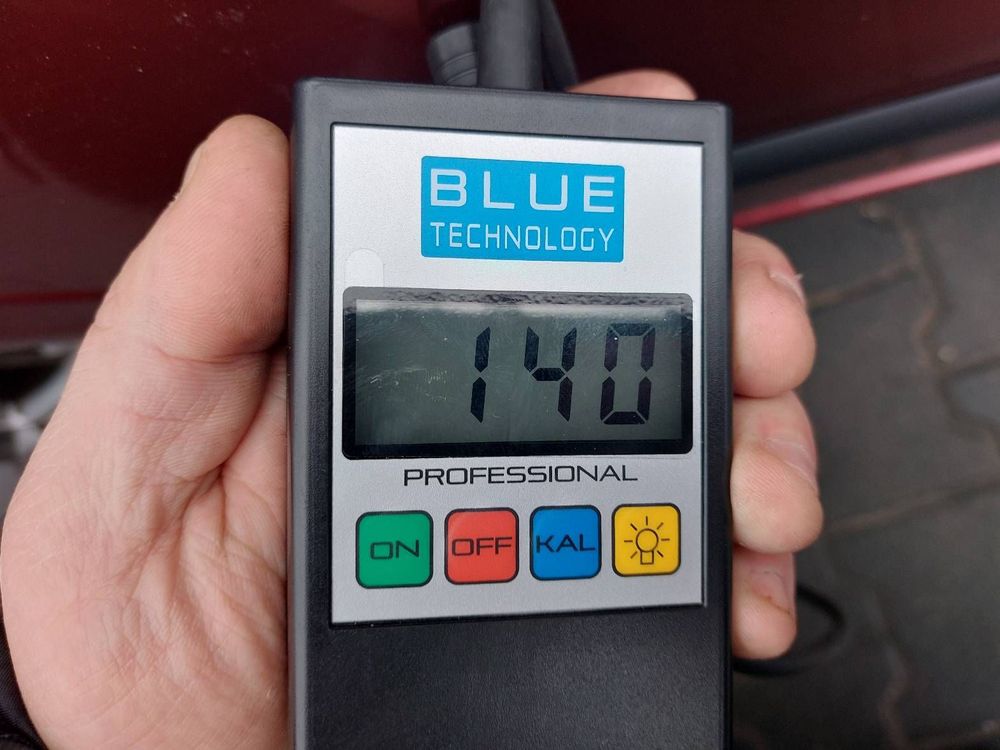 BLUE
TECHNOLOGY
140
PROFESSIONAL
ON OFF KAL